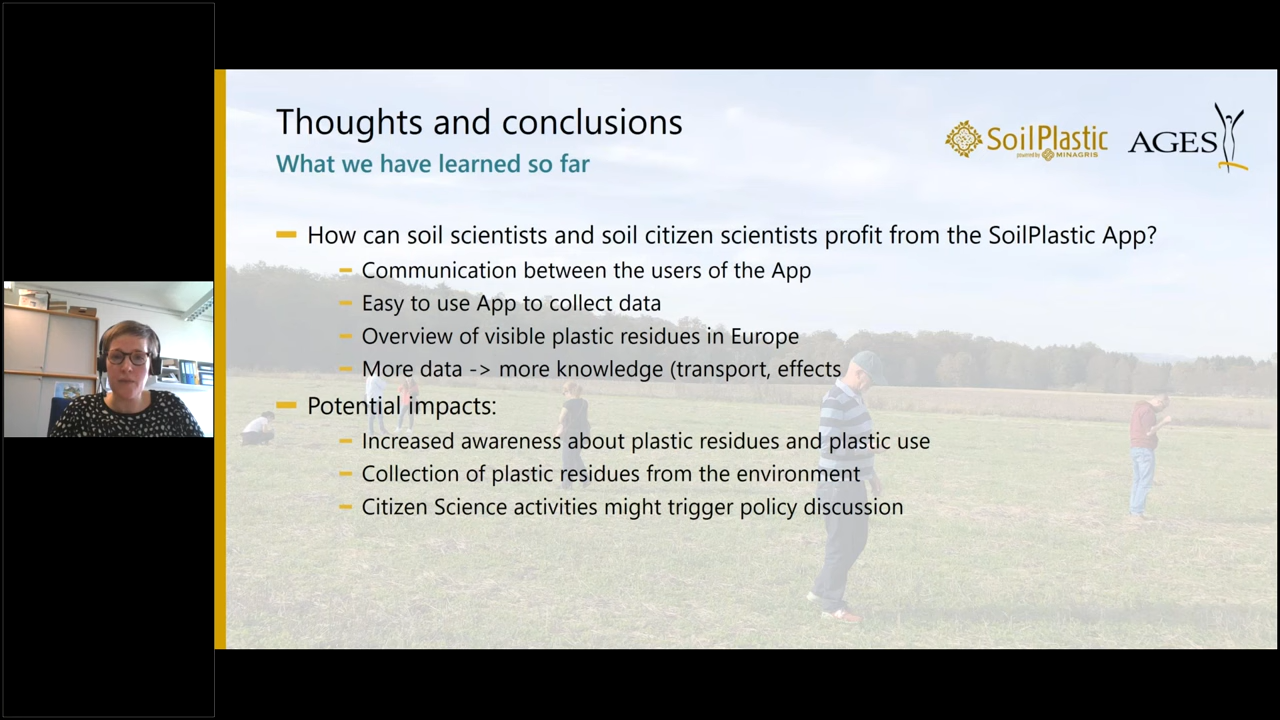 Thoughts and conclusions
What we have learned so far
SoilPlastic
powered by MINAGRIS
AGES
How can soil scientists and soil citizen scientists profit from the SoilPlastic App?
Communication between the users of the App
Easy to use App to collect data
Overview of visible plastic residues in Europe
More data -> more knowledge (transport, effects
Potential impacts:
Increased awareness about plastic residues and plastic use
Collection of plastic residues from the environment
Citizen Science activities might trigger policy discussion